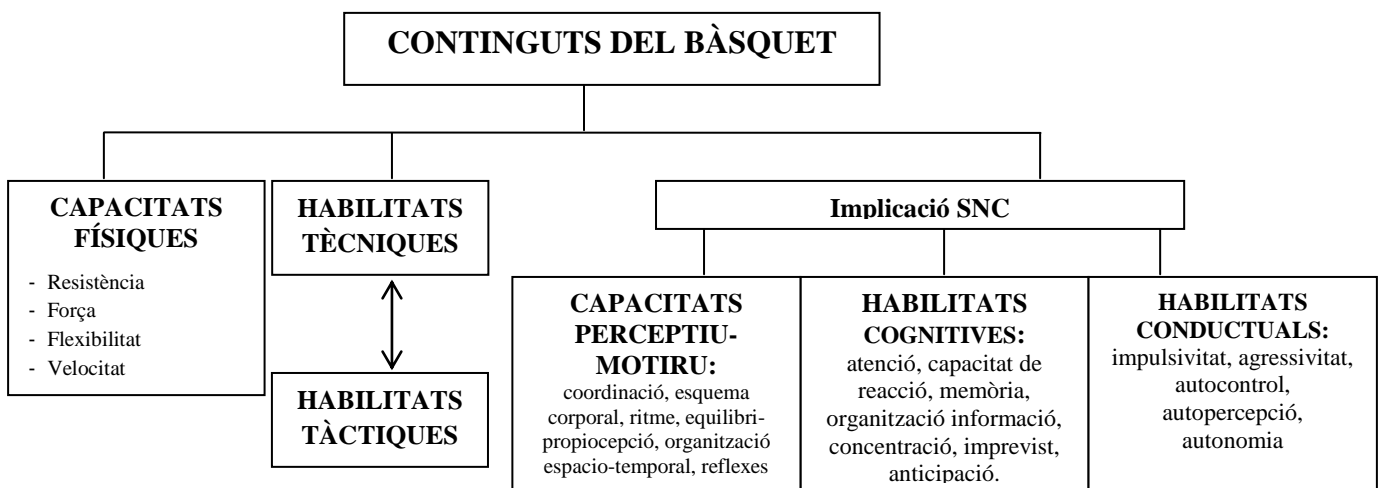 CONTINGUTS DEL BÀSQUET
CAPACITATS
FÍSIQUES
- Resistència
- Força
- Flexibilitat
- Velocitat
HABILITATS
TÈCNIQUES
HABILITATS
TÀCTIQUES
Implicació SNC
CAPACITATS
PERCEPTIU-
MOTIRU:
coordinació, esquema
corporal, ritme, equilibri-
propiocepció, organització
espacio-temporal, reflexes
HABILITATS
COGNITIVES:
atenció, capacitat de
reacció, memòria,
organització informació,
concentració, imprevist,
anticipació.
HABILITATS
CONDUCTUALS:
impulsivitat, agressivitat,
autocontrol,
autopercepció,
autonomia